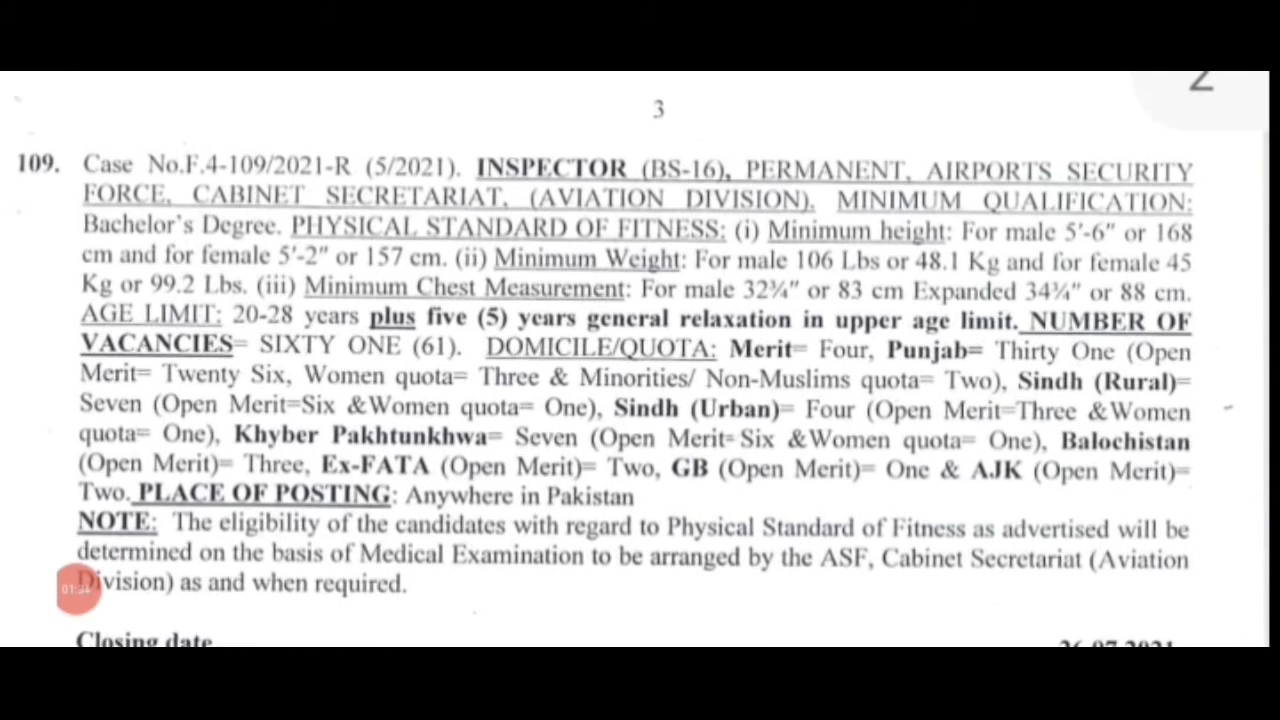 2
3
109. Case No.F.4-109/2021-R (5/2021). INSPECTOR (BS-16), PERMANENT, AIRPORTS SECURITY
FORCE, CABINET SECRETARIAT, (AVIATION DIVISION). MINIMUM QUALIFICATION:
Bachelor's Degree. PHYSICAL STANDARD OF FITNESS: (i) Minimum height: For male 5'-6" or 168
cm and for female 5'-2" or 157 cm. (ii) Minimum Weight: For male 106 Lbs or 48.1 Kg and for female 45
Kg or 99.2 Lbs. (iii) Minimum Chest Measurement: For male 32¾" or 83 cm Expanded 34¾" or 88 cm.
AGE LIMIT: 20-28 years plus five (5) years general relaxation in upper age limit. NUMBER OF
VACANCIES= SIXTY ONE (61). DOMICILE/QUOTA: Merit= Four, Punjab= Thirty One (Open
Merit= Twenty Six, Women quota= Three & Minorities/ Non-Muslims quota= Two), Sindh (Rural)=
Seven (Open Merit=Six &Women quota= One), Sindh (Urban)= Four (Open Merit=Three &Women
quota= One), Khyber Pakhtunkhwa= Seven (Open Merit= Six &Women quota= One), Balochistan
(Open Merit)= Three, Ex-FATA (Open Merit)= Two, GB (Open Merit)= One & AJK (Open Merit)=
Two. PLACE OF POSTING: Anywhere in Pakistan
NOTE: The eligibility of the candidates with regard to Physical Standard of Fitness as advertised will be
determined on the basis of Medical Examination to be arranged by the ASF, Cabinet Secretariat (Aviation
Division) as and when required.
Closing date 26.07.2021